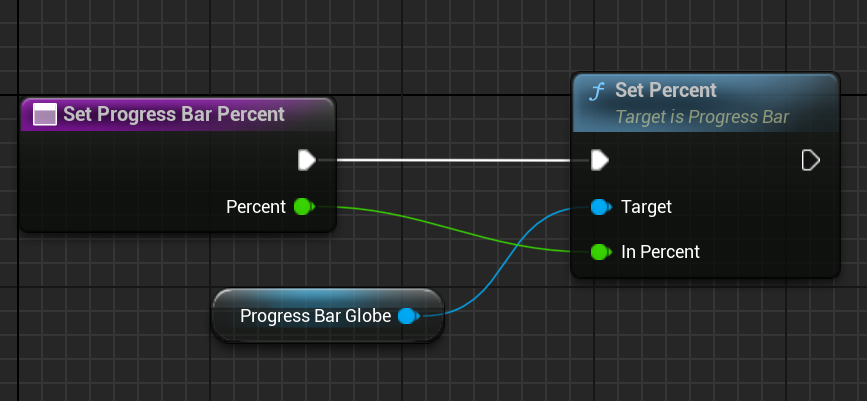 Set Progress Bar Percent
Percent
Progress Bar Globe
f Set Percent
Target is Progress Bar
Target
In Percent